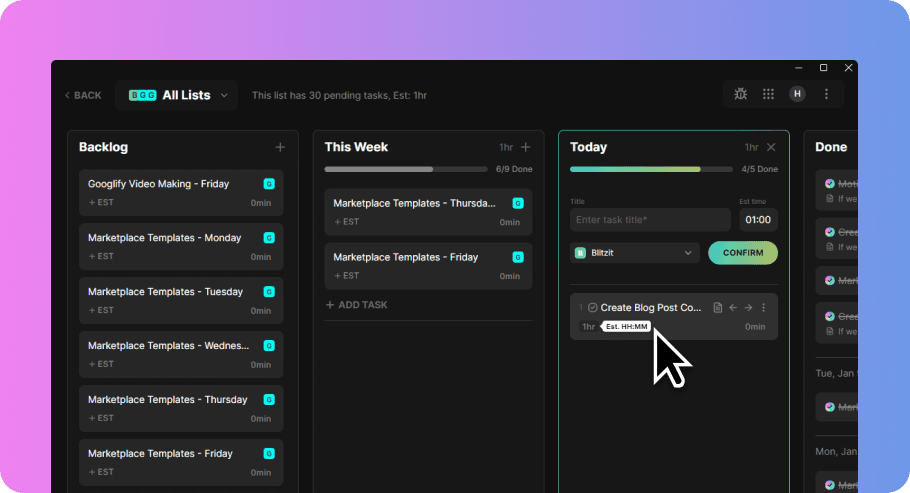 BACK
B G G All Lists
This list has 30 pending tasks, Est: 1hr
H
Backlog
Googlify Video Making - Friday G
+ EST 0min
Marketplace Templates - Monday G
+ EST 0min
Marketplace Templates - Tuesday G
+ EST 0min
Marketplace Templates - Wednes... G
+ EST 0min
Marketplace Templates - Thursday G
+ EST 0min
Marketplace Templates - Friday G
+ EST 0min
This Week 1hr
6/9 Done
Marketplace Templates - Thursda... G
+ EST 0min
Marketplace Templates - Friday G
+ EST 0min
+ ADD TASK
Today 1hr
4/5 Done
Title Est time
Enter task title* 01:00
B Blitzit CONFIRM
1 Create Blog Post Co...
1hr Est. HH:MM 0min
Done
Moti
If we
Crea
If we
Mark
Crea
If we
Tue, Jan
Mark
Mon, Jan
Mark